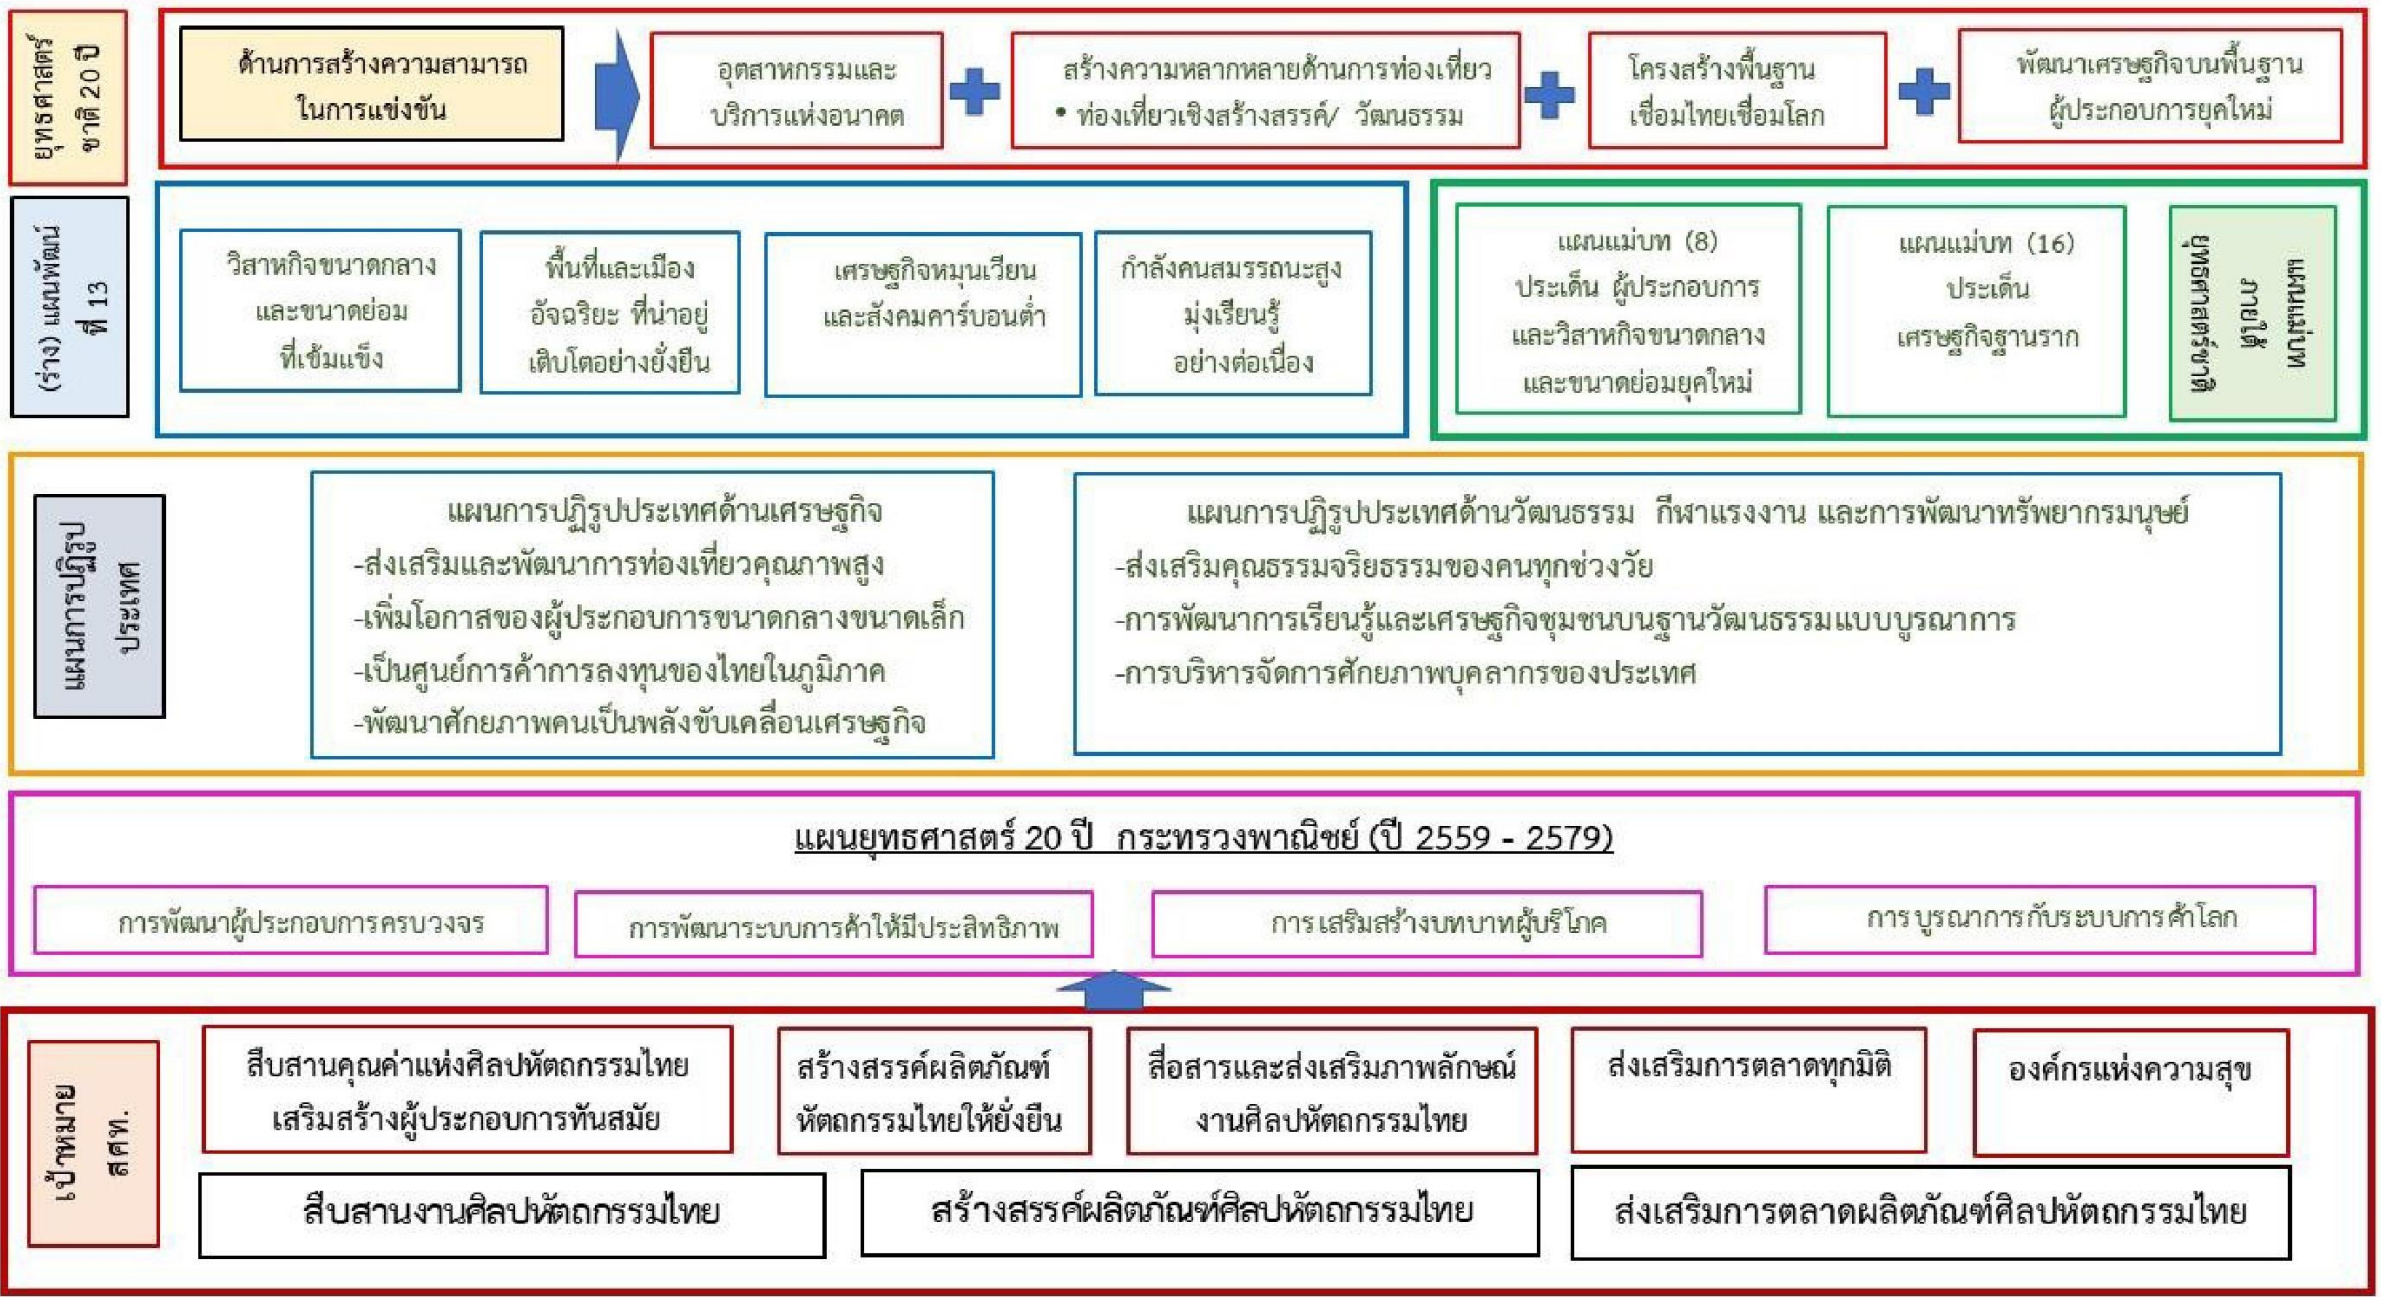 ยุทธศาสตร์
ชาติ 20 ปี
ด้านการสร้างความสามารถ
ในการแข่งขัน
อุตสาหกรรมและ
บริการแห่งอนาคต
สร้างความหลากหลายด้านการท่องเที่ยว
• ท่องเที่ยวเชิงสร้างสรรค์/ วัฒนธรรม
โครงสร้างพื้นฐาน
เชื่อมไทยเชื่อมโลก
พัฒนาเศรษฐกิจบนพื้นฐาน
ผู้ประกอบการยุคใหม่
(ร่าง) แผนพัฒน์
ที่ 13
วิสาหกิจขนาดกลาง
และขนาดย่อม
ที่เข้มแข็ง
พื้นที่และเมือง
อัจฉริยะ ที่น่าอยู่
เติบโตอย่างยั่งยืน
เศรษฐกิจหมุนเวียน
และสังคมคาร์บอนต่ำ
กำลังคนสมรรถนะสูง
มุ่งเรียนรู้
อย่างต่อเนื่อง
แผนแม่บท (8)
ประเด็น ผู้ประกอบการ
และวิสาหกิจขนาดกลาง
และขนาดย่อมยุคใหม่
แผนแม่บท (16)
ประเด็น
เศรษฐกิจฐานราก
แผนแม่บท
ภายใต้
ยุทธศาสตร์ชาติ
แผนการปฏิรูป
ประเทศ
แผนการปฏิรูปประเทศด้านเศรษฐกิจ
-ส่งเสริมและพัฒนาการท่องเที่ยวคุณภาพสูง
-เพิ่มโอกาสของผู้ประกอบการขนาดกลางขนาดเล็ก
-เป็นศูนย์การค้าการลงทุนของไทยในภูมิภาค
-พัฒนาศักยภาพคนเป็นพลังขับเคลื่อนเศรษฐกิจ
แผนการปฏิรูปประเทศด้านวัฒนธรรม กีฬาแรงงาน และการพัฒนาทรัพยากรมนุษย์
-ส่งเสริมคุณธรรมจริยธรรมของคนทุกช่วงวัย
-การพัฒนาการเรียนรู้และเศรษฐกิจชุมชนบนฐานวัฒนธรรมแบบบูรณาการ
-การบริหารจัดการศักยภาพบุคลากรของประเทศ
แผนยุทธศาสตร์ 20 ปี กระทรวงพาณิชย์ (ปี 2559 - 2579)
การพัฒนาผู้ประกอบการครบวงจร
การพัฒนาระบบการค้าให้มีประสิทธิภาพ
การเสริมสร้างบทบาทผู้บริโภค
การบูรณาการกับระบบการค้าโลก
เป้าหมาย
สศท.
สืบสานคุณค่าแห่งศิลปหัตถกรรมไทย
เสริมสร้างผู้ประกอบการทันสมัย
สร้างสรรค์ผลิตภัณฑ์
หัตถกรรมไทยให้ยั่งยืน
สื่อสารและส่งเสริมภาพลักษณ์
งานศิลปหัตถกรรมไทย
ส่งเสริมการตลาดทุกมิติ
องค์กรแห่งความสุข
สืบสานงานศิลปหัตถกรรมไทย
สร้างสรรค์ผลิตภัณฑ์ศิลปหัตถกรรมไทย
ส่งเสริมการตลาดผลิตภัณฑ์ศิลปหัตถกรรมไทย